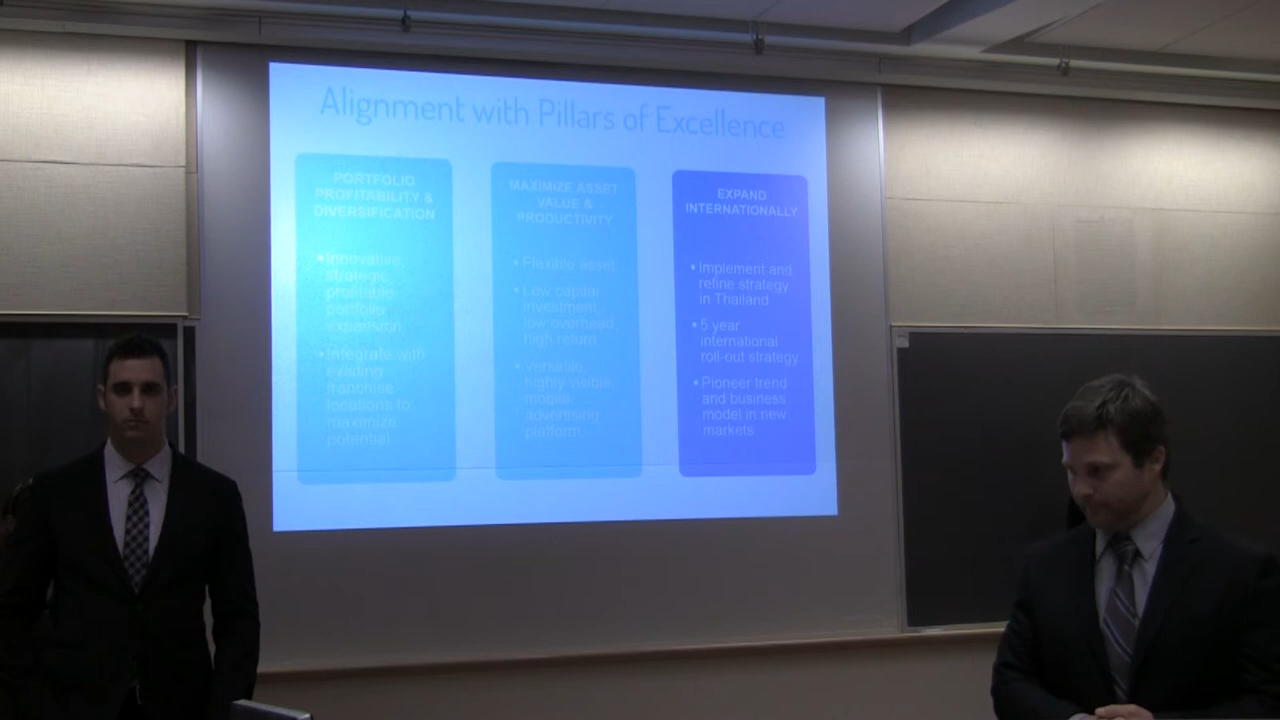 Alignment with Pillars of Excellence
PORTFOLIO
PROFITABILITY &
DIVERSIFICATION
• Innovative,
strategic,
profitable
portfolio
expansion
• Integrate with
existing
franchise
locations to
maximize
potential
MAXIMIZE ASSET
VALUE &
PRODUCTIVITY
• Flexible asset
• Low capital
investment,
low overhead,
high return
• Versatile,
highly visible
mobile
advertising
platform
EXPAND
INTERNATIONALLY
• Implement and
refine strategy
in Thailand
• 5 year
international
roll-out strategy
• Pioneer trend
and business
model in new
markets